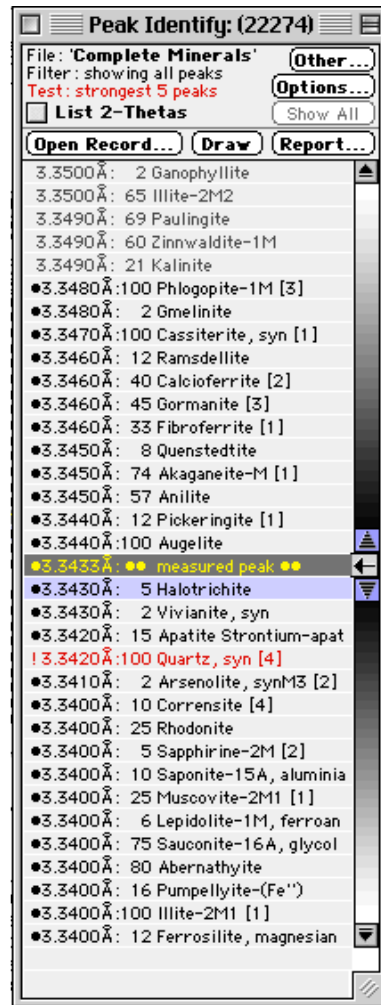 Peak Identify: (22274)
File: 'Complete Minerals' Other...
Filter: showing all peaks
Test: strongest 5 peaks Options...
List 2-Thetas Show All
Open Record... Draw Report...
3.3500Å: 2 Ganophyllite
3.3500Å: 65 Illite-2M2
3.3490Å: 69 Paulingite
3.3490Å: 60 Zinnwaldite-1M
3.3490Å: 21 Kalinite
●3.3480Å:100 Phlogopite-1M [3]
●3.3480Å: 2 Gmelinite
●3.3470Å:100 Cassiterite, syn [1]
●3.3460Å: 12 Ramsdellite
●3.3460Å: 40 Calcioferrite [2]
●3.3460Å: 45 Gormanite [3]
●3.3460Å: 33 Fibroferrite [1]
●3.3450Å: 8 Quenstedtite
●3.3450Å: 74 Akaganeite-M [1]
●3.3450Å: 57 Anilite
●3.3440Å: 12 Pickeringite [1]
●3.3440Å:100 Augelite
●3.3433Å: ●● measured peak ●●
●3.3430Å: 5 Halotrichite
●3.3430Å: 2 Vivianite, syn
●3.3420Å: 15 Apatite Strontium-apat
!3.3420Å:100 Quartz, syn [4]
●3.3410Å: 2 Arsenolite, synM3 [2]
●3.3400Å: 10 Corrensite [4]
●3.3400Å: 25 Rhodonite
●3.3400Å: 5 Sapphirine-2M [2]
●3.3400Å: 10 Saponite-15A, aluminia
●3.3400Å: 25 Muscovite-2M1 [1]
●3.3400Å: 6 Lepidolite-1M, ferroan
●3.3400Å: 75 Sauconite-16A, glycol
●3.3400Å: 80 Abernathyite
●3.3400Å: 16 Pumpellyite-(Fe'')
●3.3400Å:100 Illite-2M1 [1]
●3.3400Å: 12 Ferrosilite, magnesian